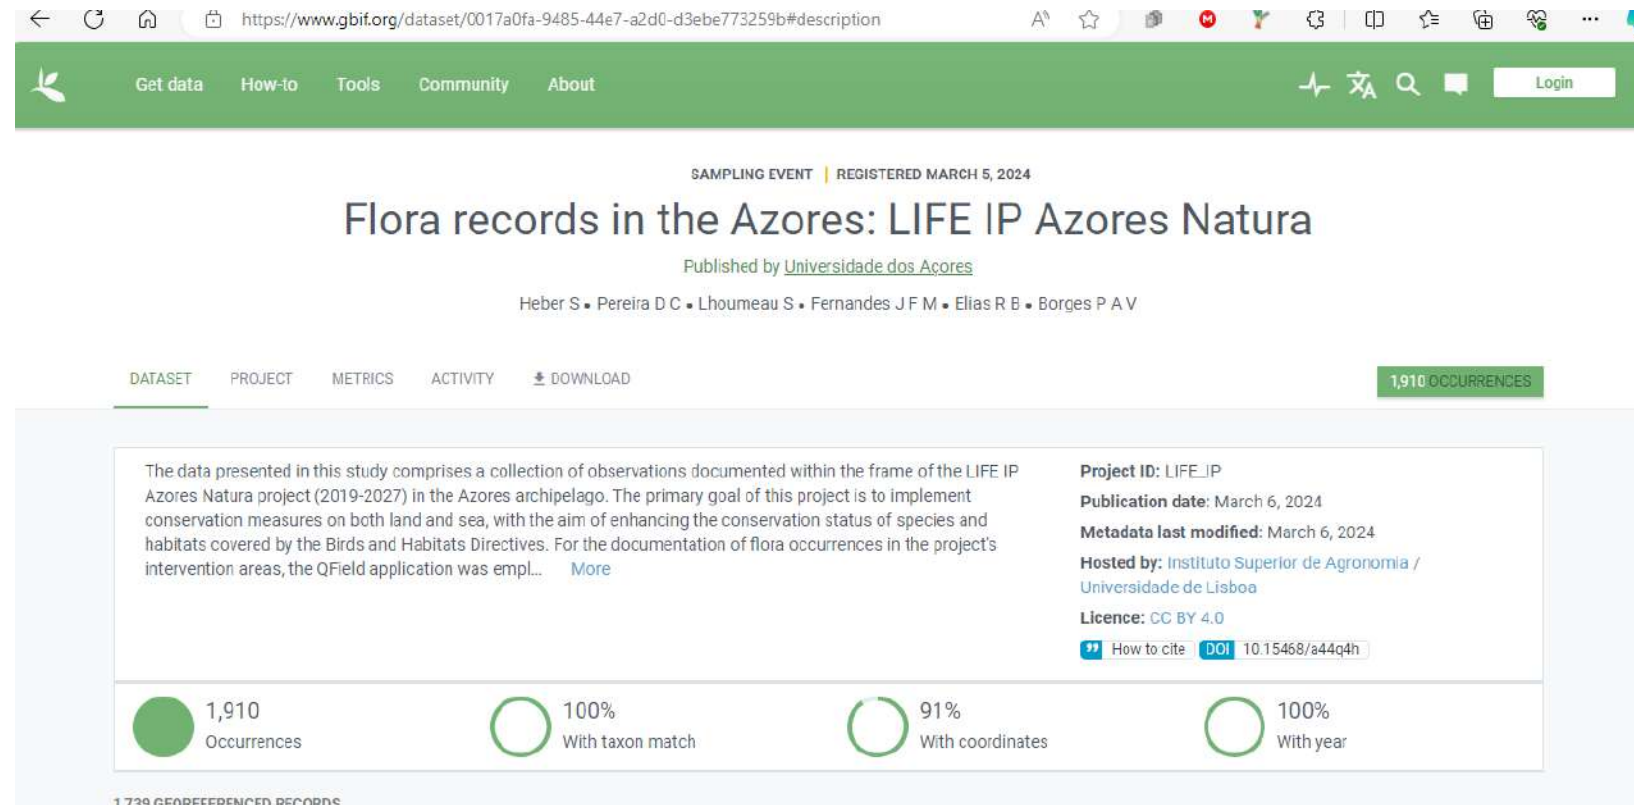 https://www.gbif.org/dataset/0017a0fa-9485-44e7-a2d0-d3ebe773259b#description
Get data How-to Tools Community About Login
SAMPLING EVENT | REGISTERED MARCH 5, 2024
Flora records in the Azores: LIFE IP Azores Natura
Published by Universidade dos Açores
Heber S • Pereira D C • Lhoumeau S • Fernandes J F M • Elias R B • Borges P A V
DATASET PROJECT METRICS ACTIVITY DOWNLOAD 1,910 OCCURRENCES
The data presented in this study comprises a collection of observations documented within the frame of the LIFE IP
Azores Natura project (2019-2027) in the Azores archipelago. The primary goal of this project is to implement
conservation measures on both land and sea, with the aim of enhancing the conservation status of species and
habitats covered by the Birds and Habitats Directives. For the documentation of flora occurrences in the project's
intervention areas, the QField application was empl... More
Project ID: LIFE_IP
Publication date: March 6, 2024
Metadata last modified: March 6, 2024
Hosted by: Instituto Superior de Agronomia /
Universidade de Lisboa
Licence: CC BY 4.0
How to cite DOI 10.15468/a44q4h
1,910
Occurrences
100%
With taxon match
91%
With coordinates
100%
With year
1,739 GEOREFERENCED RECORDS